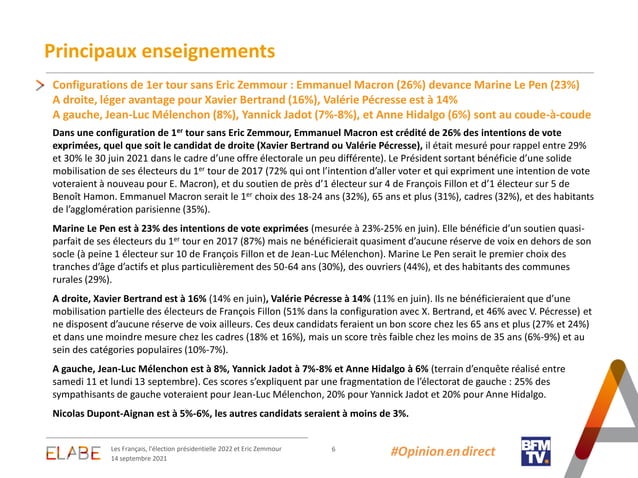 Principaux enseignements
Configurations de 1er tour sans Eric Zemmour : Emmanuel Macron (26%) devance Marine Le Pen (23%)
A droite, léger avantage pour Xavier Bertrand (16%), Valérie Pécresse est à 14%
A gauche, Jean-Luc Mélenchon (8%), Yannick Jadot (7%-8%), et Anne Hidalgo (6%) sont au coude-à-coude
Dans une configuration de 1er tour sans Eric Zemmour, Emmanuel Macron est crédité de 26% des intentions de vote
exprimées, quel que soit le candidat de droite (Xavier Bertrand ou Valérie Pécresse), il était mesuré pour rappel entre 29%
et 30% le 30 juin 2021 dans le cadre d’une offre électorale un peu différente). Le Président sortant bénéficie d’une solide
mobilisation de ses électeurs du 1er tour de 2017 (72% qui ont l’intention d’aller voter et qui expriment une intention de vote
voteraient à nouveau pour E. Macron), et du soutien de près d’1 électeur sur 4 de François Fillon et d’1 électeur sur 5 de
Benoît Hamon. Emmanuel Macron serait le 1er choix des 18-24 ans (32%), 65 ans et plus (31%), cadres (32%), et des habitants
de l’agglomération parisienne (35%).
Marine Le Pen est à 23% des intentions de vote exprimées (mesurée à 23%-25% en juin). Elle bénéficie d’un soutien quasi-
parfait de ses électeurs du 1er tour en 2017 (87%) mais ne bénéficierait quasiment d’aucune réserve de voix en dehors de son
socle (à peine 1 électeur sur 10 de François Fillon et de Jean-Luc Mélenchon). Marine Le Pen serait le premier choix des
tranches d’âge d’actifs et plus particulièrement des 50-64 ans (30%), des ouvriers (44%), et des habitants des communes
rurales (29%).
A droite, Xavier Bertrand est à 16% (14% en juin), Valérie Pécresse à 14% (11% en juin). Ils ne bénéficieraient que d’une
mobilisation partielle des électeurs de François Fillon (51% dans la configuration avec X. Bertrand, et 46% avec V. Pécresse) et
ne disposent d’aucune réserve de voix ailleurs. Ces deux candidats feraient un bon score chez les 65 ans et plus (27% et 24%)
et dans une moindre mesure chez les cadres (18% et 16%), mais un score très faible chez les moins de 35 ans (6%-9%) et au
sein des catégories populaires (10%-7%).
A gauche, Jean-Luc Mélenchon est à 8%, Yannick Jadot à 7%-8% et Anne Hidalgo à 6% (terrain d’enquête réalisé entre
samedi 11 et lundi 13 septembre). Ces scores s’expliquent par une fragmentation de l’électorat de gauche : 25% des
sympathisants de gauche voteraient pour Jean-Luc Mélenchon, 20% pour Yannick Jadot et 20% pour Anne Hidalgo.
Nicolas Dupont-Aignan est à 5%-6%, les autres candidats seraient à moins de 3%.
ELABE
Les Français, l'élection présidentielle 2022 et Eric Zemmour
14 septembre 2021
6
#Opinion en direct
BFM
TV.